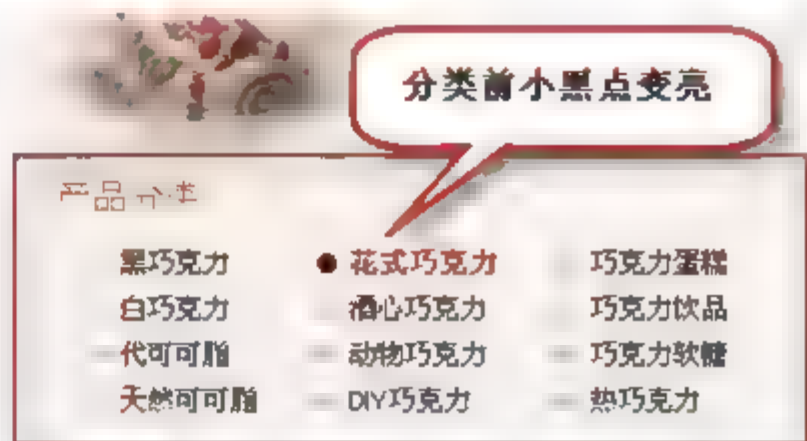 分类前小黑点变亮
产品分类
黑巧克力 花式巧克力 巧克力蛋糕
白巧克力 酒心巧克力 巧克力饮品
代可可脂 动物巧克力 巧克力软糖
天然可可脂 DIY巧克力 热巧克力